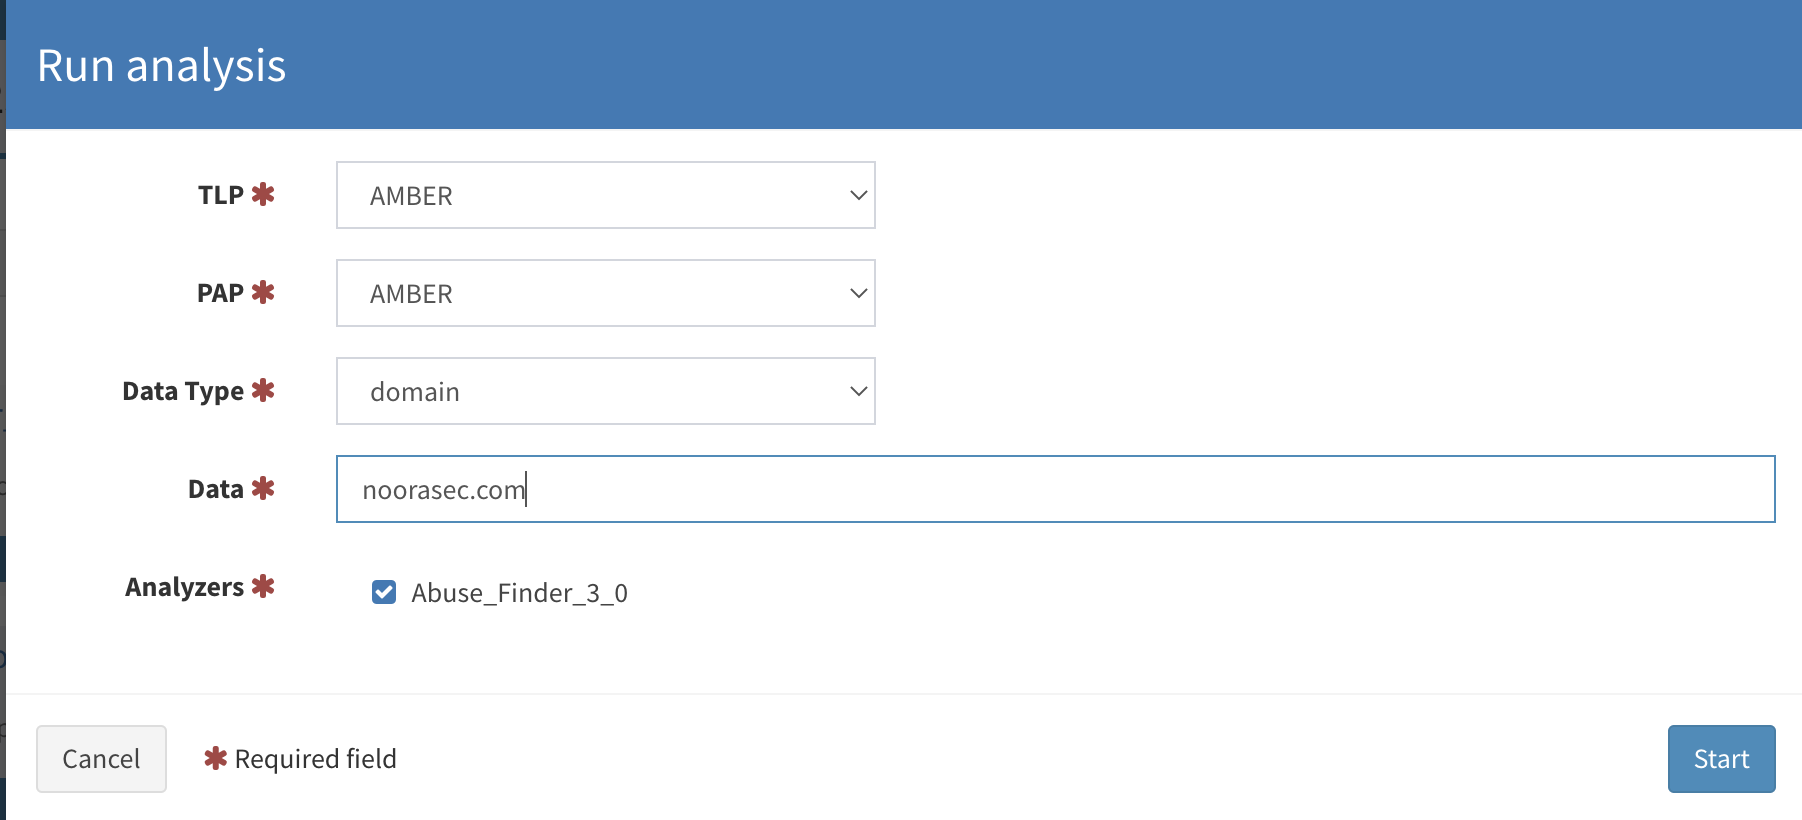 Run analysis
TLP ✱ AMBER
PAP ✱ AMBER
Data Type ✱ domain
Data ✱ noorasec.com
Analyzers ✱ Abuse_Finder_3_0
Cancel ✱ Required field Start